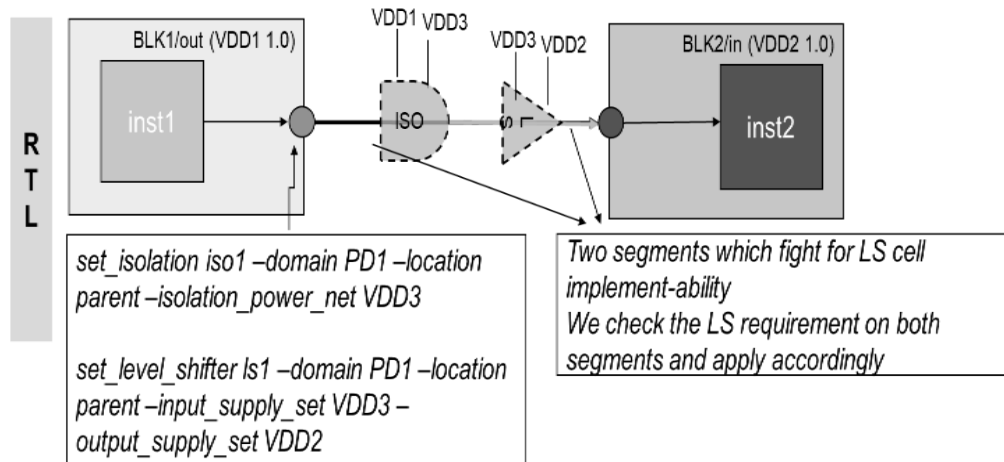 VDD1
VDD3
VDD3
VDD2
BLK1/out (VDD1 1.0)
BLK2/in (VDD2 1.0)
inst1
ISO
LS
inst2
R
T
L
set_isolation iso1 –domain PD1 –location
parent –isolation_power_net VDD3
set_level_shifter ls1 –domain PD1 –location
parent –input_supply_set VDD3 –
output_supply_set VDD2
Two segments which fight for LS cell
implement-ability
We check the LS requirement on both
segments and apply accordingly